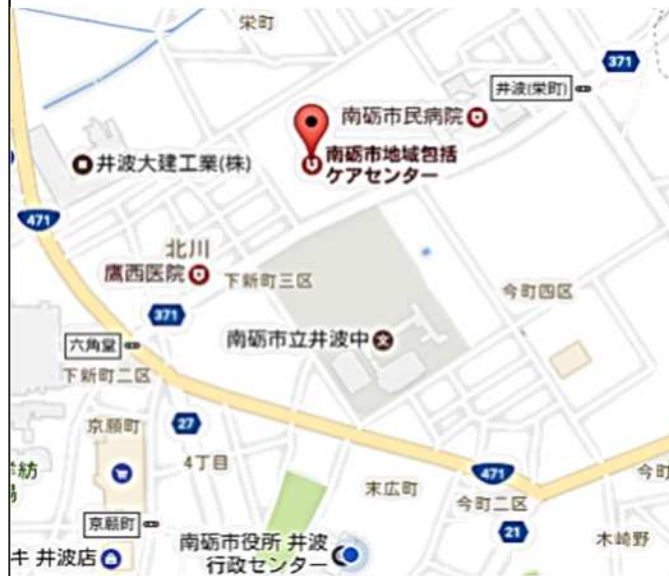 栄町
371
井波(栄町)
南砺市民病院
南砺市地域包括
ケアセンター
井波大建工業(株)
471
北川
鷹西医院
下新町三区
今町四区
371
南砺市立井波中
六角堂
下新町二区
京願町
27
4丁目
471
末広町
今町二区
今町
京願町
21
木崎野
南砺市役所 井波
行政センター
キ 井波店